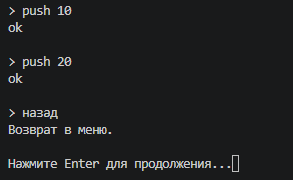 > push 10
ok
> push 20
ok
> назад
Возврат в меню.
Нажмите Enter для продолжения...